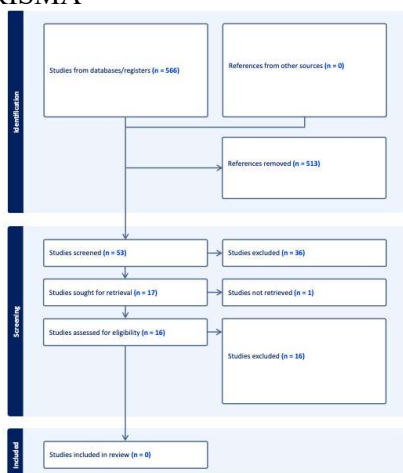 RISMA
Identification
Studies from databases/registers (n = 566)
References from other sources (n = 0)
References removed (n = 513)
Screening
Studies screened (n = 53)
Studies excluded (n = 36)
Studies sought for retrieval (n = 17)
Studies not retrieved (n = 1)
Studies assessed for eligibility (n = 16)
Studies excluded (n = 16)
Included
Studies included in review (n = 0)